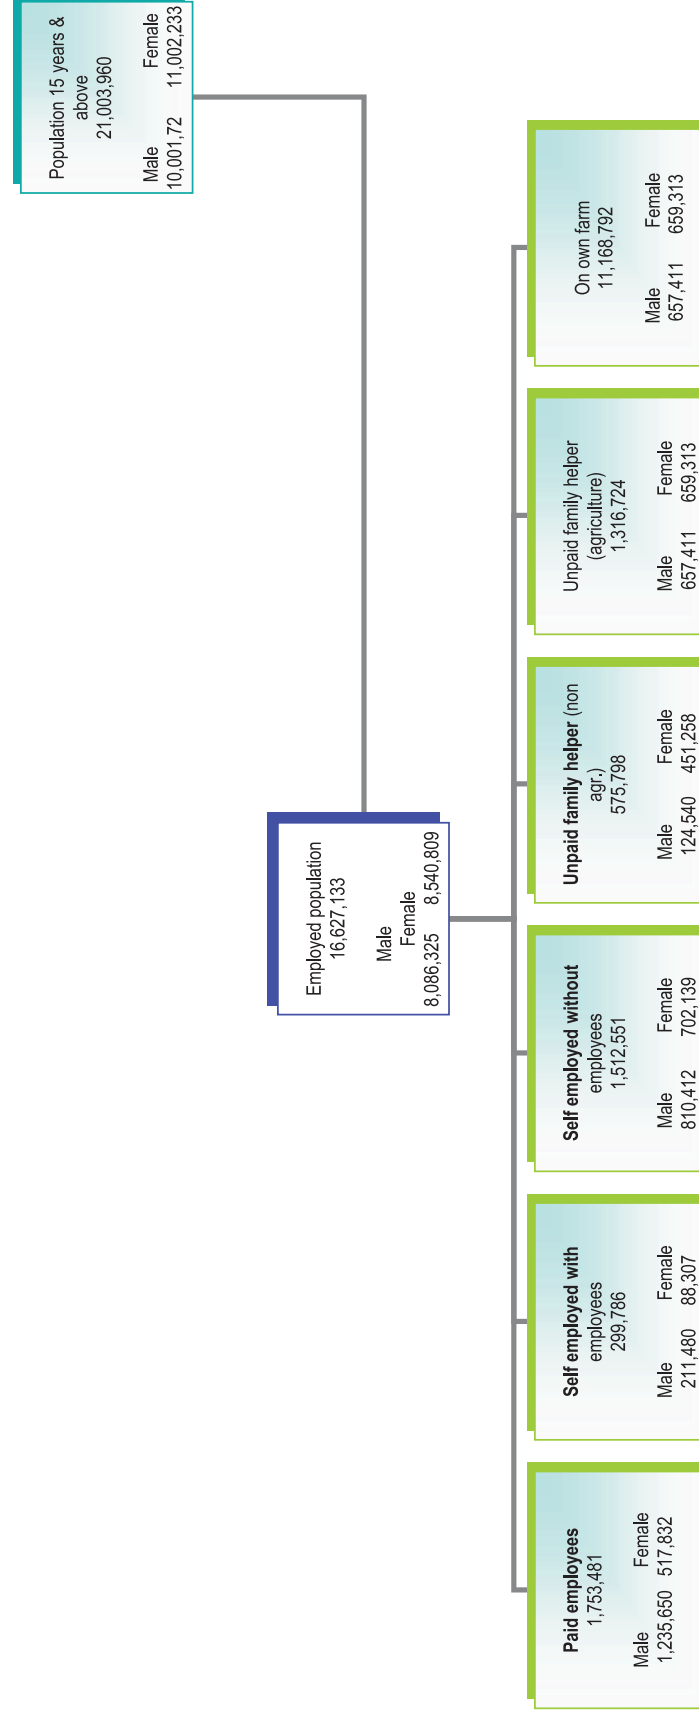 Population 15 years &
above
21,003,960
Male Female
10,001,72 11,002,233
Employed population
16,627,133
Male
Female
8,086,325 8,540,809
Paid employees
1,753,481
Male Female
1,235,650 517,832
Self employed with
employees
299,786
Male Female
211,480 88,307
Self employed without
employees
1,512,551
Male Female
810,412 702,139
Unpaid family helper (non
agr.)
575,798
Male Female
124,540 451,258
Unpaid family helper
(agriculture)
1,316,724
Male Female
657,411 659,313
On own farm
11,168,792
Male Female
657,411 659,313